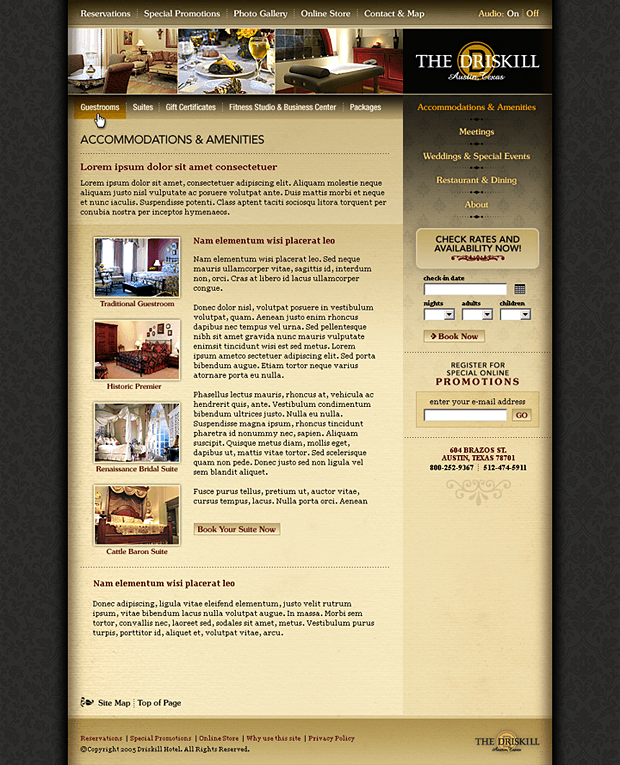 Reservations Special Promotions Photo Gallery Online Store Contact & Map Audio: On Off
THE DRISKILL
Austin, Texas
Guestrooms Suites Gift Certificates Fitness Studio & Business Center Packages
Accommodations & Amenities
Meetings
Weddings & Special Events
Restaurant & Dining
About
ACCOMMODATIONS & AMENITIES
Lorem ipsum dolor sit amet consectetuer
Lorem ipsum dolor sit amet, consectetuer adipiscing elit. Aliquam molestie neque
aliquam justo nisl vulputate ac posuere volutpat ante. Duis mattis morbi et neque
et nunc iaculis. Suspendisse potenti. Class aptent taciti sociosqu litora torquent per
conubia nostra per inceptos hymenaeos.
Traditional Guestroom
Historic Premier
Renaissance Bridal Suite
Cattle Baron Suite
Nam elementum wisi placerat leo
Nam elementum wisi placerat leo. Sed neque
mauris ullamcorper vitae, sagittis id, interdum
non, orci. Cras at libero id lacus ullamcorper
congue.
Donec dolor nisl, volutpat posuere in vestibulum
volutpat, quam. Aenean justo enim rhoncus
dapibus nec tempus vel urna. Sed pellentesque
nibh sit amet gravida nunc mauris vulputate
enimsit tincidunt wisi est sed metus. Lorem
ipsum ametco sectetuer adipiscing elit. Sed porta
bibendum augue. Etiam tortor neque varius
atornare porta eu nulla.
Phasellus lectus mauris, rhoncus at, vehicula ac
hendrerit quis, ante. Vestibulum condimentum
bibendum ultrices justo. Nulla eu nulla.
Suspendisse magna ipsum, rhoncus tincidunt
pharetra id nonummy nec, sapien. Aliquam
suscipit. Quisque metus diam, mollis eget,
dapibus ut, mattis vitae tortor. Sed scelerisque
quam non pede. Donec justo sed non ligula vel
sem blandit aliquet.
Fusce purus tellus, pretium ut, auctor vitae,
cursus tempus, lacus. Nulla porta orci. Aenean
Book Your Suite Now
Nam elementum wisi placerat leo
Donec adipiscing, ligula vitae eleifend elementum, justo velit rutrum
ipsum, vitae bibendum lacus nulla volutpat augue. In massa. Morbi sem
tortor, convallis nec, laoreet sed, sodales sit amet, metus. Vestibulum purus
turpis, porttitor id, aliquet et, volutpat vitae, arcu.
CHECK RATES AND
AVAILABILITY NOW!
check-in date
nights adults children
Book Now
REGISTER FOR
SPECIAL ONLINE
PROMOTIONS
enter your e-mail address
GO
604 BRAZOS ST.
AUSTIN, TEXAS 78701
800-252-9367 512-474-5911
Site Map Top of Page
Reservations | Special Promotions | Online Store | Why use this site | Privacy Policy
©Copyright 2005 Driskill Hotel. All Rights Reserved.
THE DRISKILL
Austin, Texas